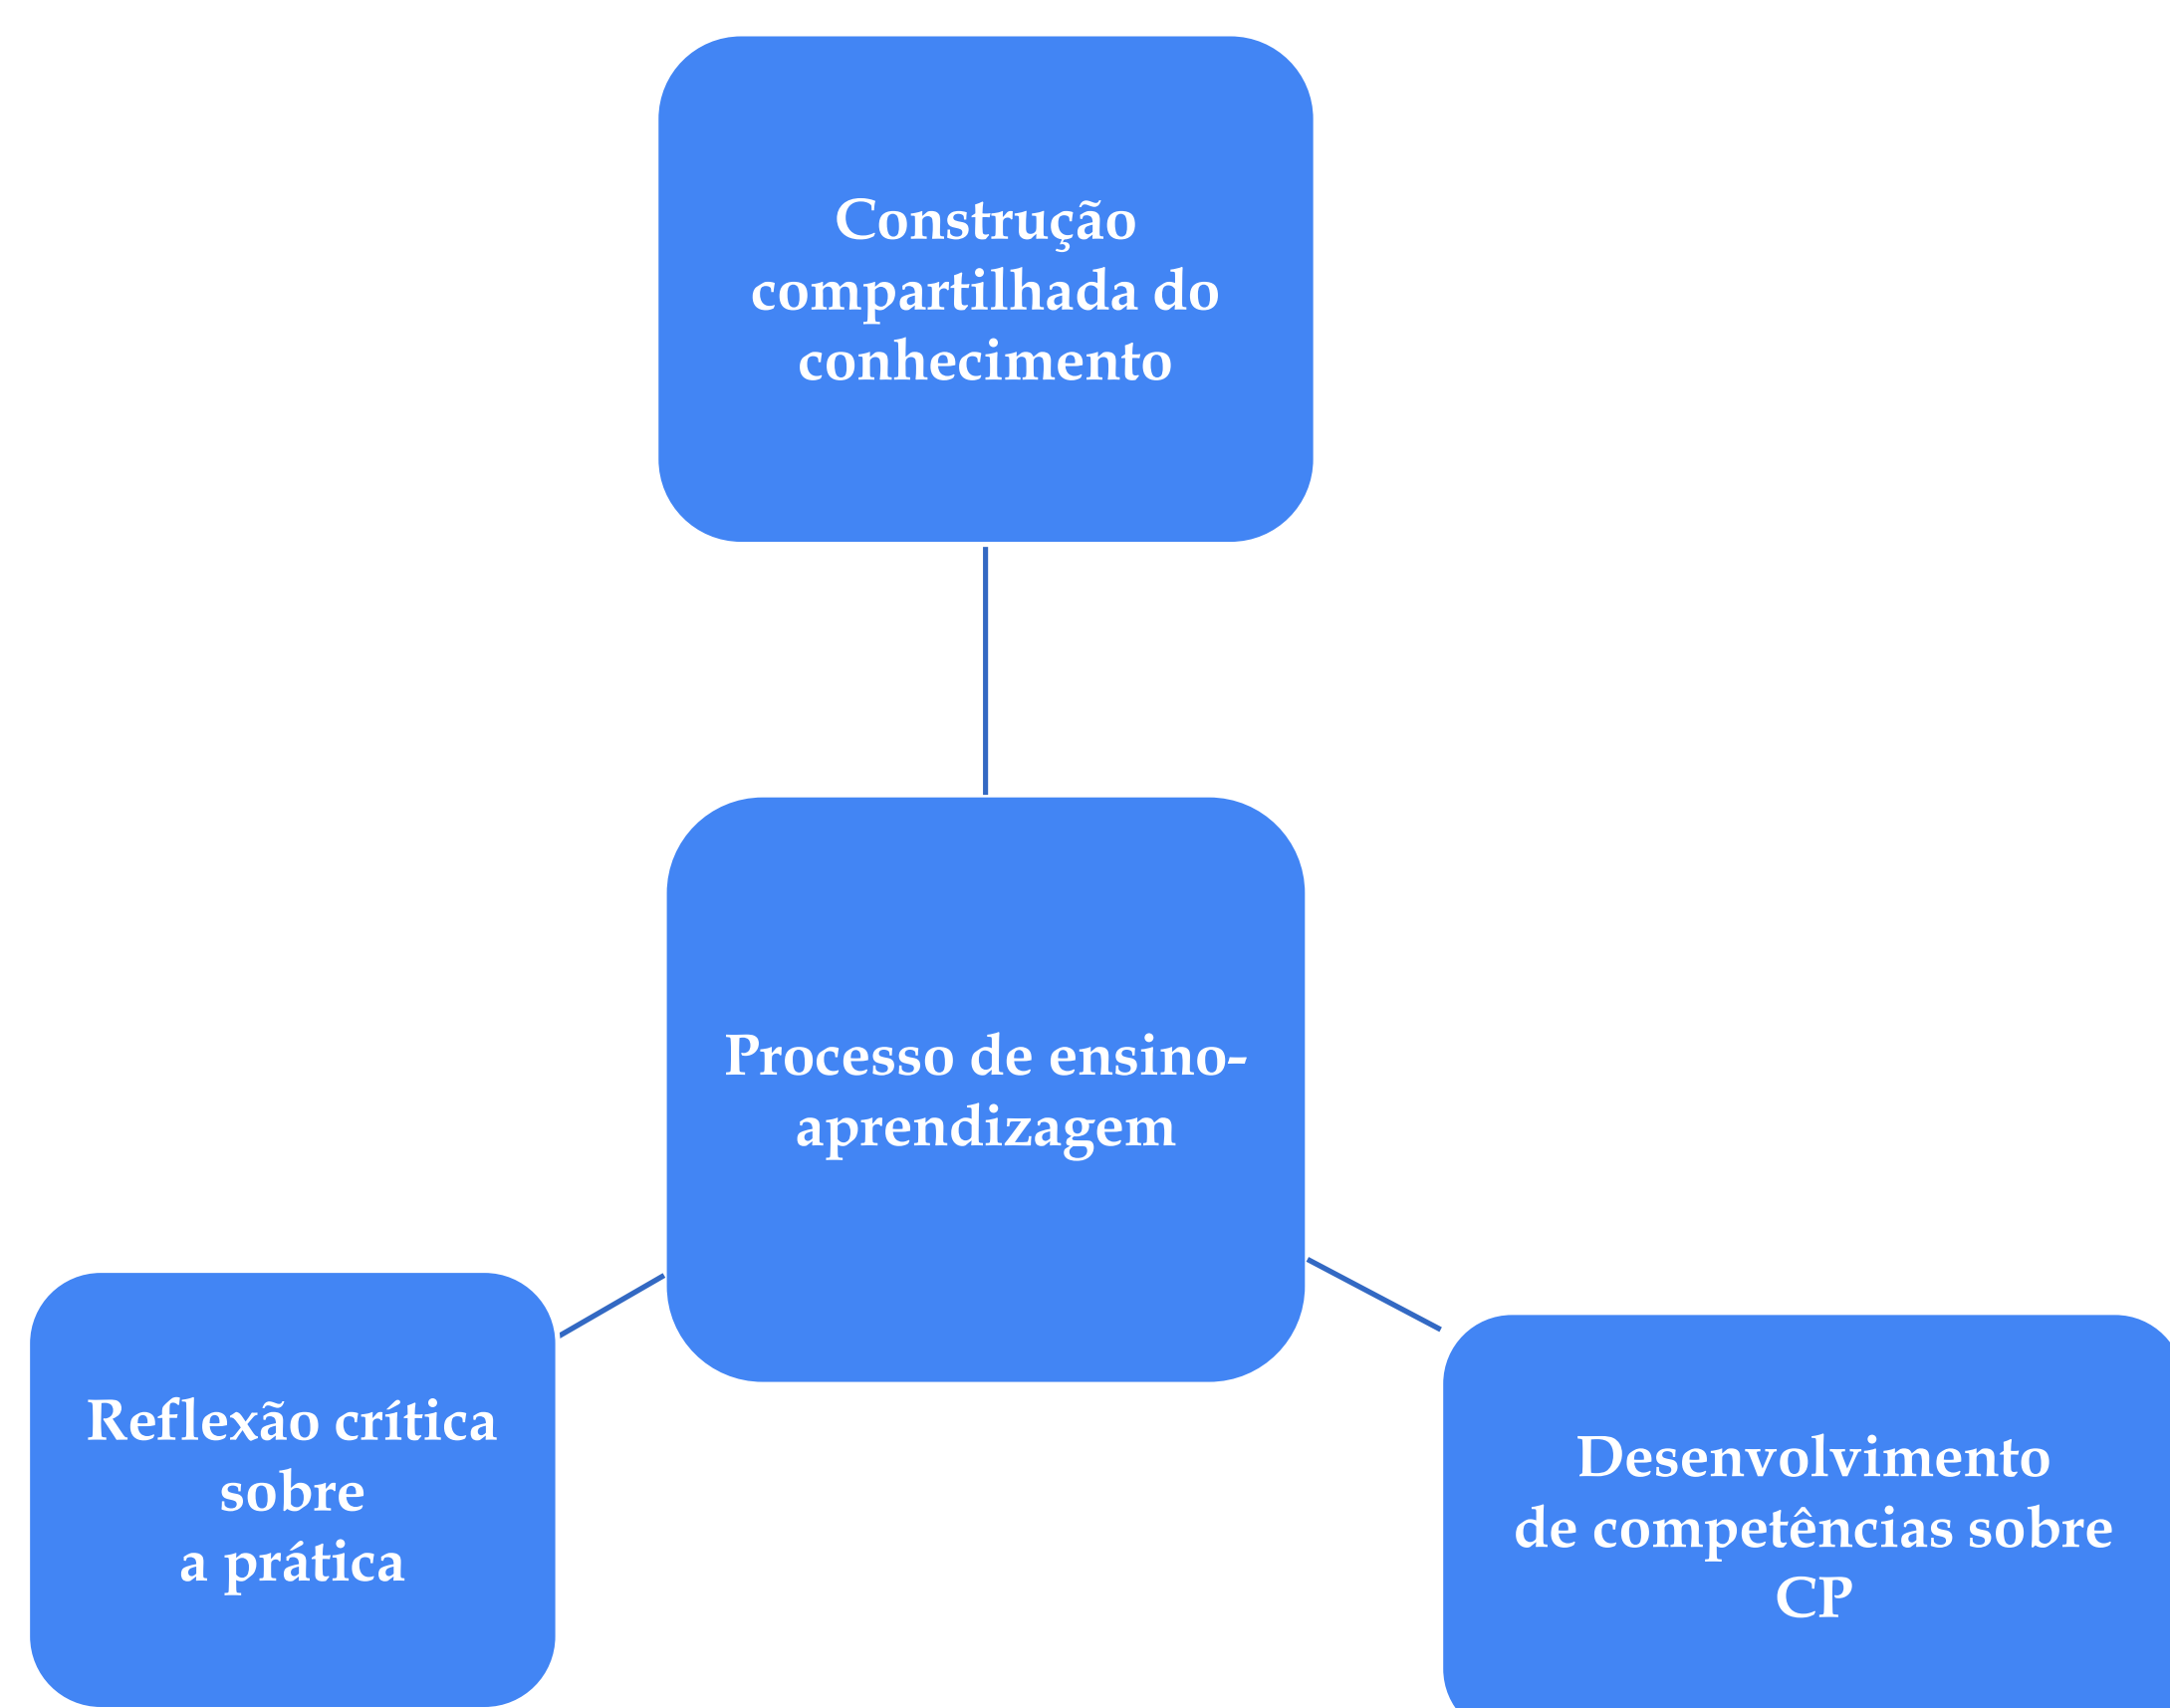 Construção
compartilhada do
conhecimento
Processo de ensino-
aprendizagem
Reflexão crítica
sobre
a prática
Desenvolvimento
de competências sobre
CP